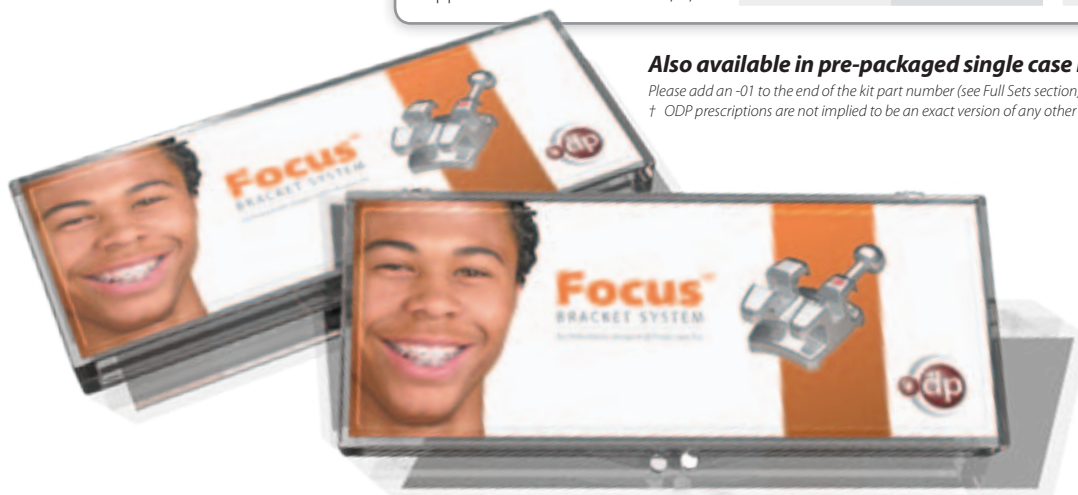 Also available in pre-packaged single case
Please add an -01 to the end of the kit part number (see Full Sets section
† ODP prescriptions are not implied to be an exact version of any other
Focus™
BRACKET SYSTEM
odp
Focus™
BRACKET SYSTEM
odp